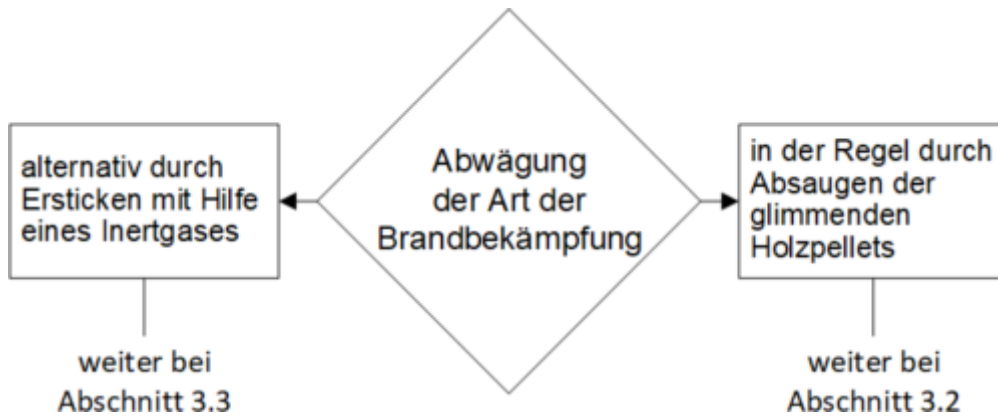 alternativ durch
Ersticken mit Hilfe
eines Inertgases
weiter bei
Abschnitt 3.3
Abwägung
der Art der
Brandbekämpfung
in der Regel durch
Absaugen der
glimmenden
Holzpellets
weiter bei
Abschnitt 3.2